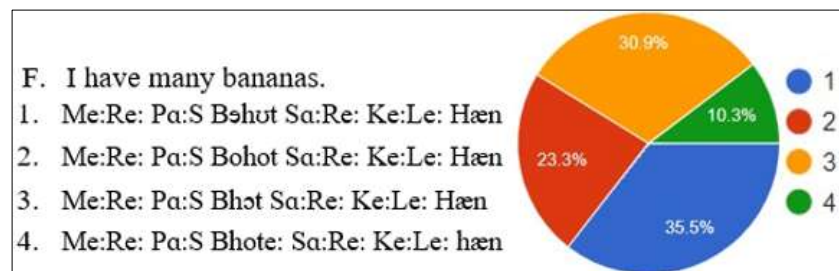 F. I have many bananas.
1. Me:Re: Pɑ:S Bəhʊt Sɑ:Re: Ke:Le: Hæn
2. Me:Re: Pɑ:S Bohot Sɑ:Re: Ke:Le: Hæn
3. Me:Re: Pɑ:S Bhɔt Sɑ:Re: Ke:Le: Hæn
4. Me:Re: Pɑ:S Bhote: Sɑ:Re: Ke:Le: hæn
30.9%
10.3%
23.3%
35.5%
1
2
3
4